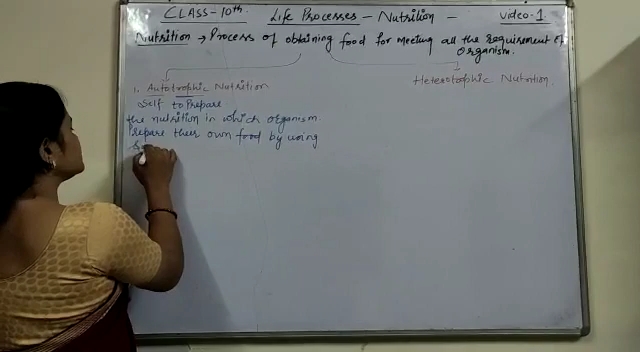 CLASS-10th. Life Processes - Nutrition - Video-1
Nutrition → Process of obtaining food for meeting all the requirement of
organism.
1. Autotrophic Nutrition Heterotrophic Nutrition.
Self to Prepare
the nutrition in which organism.
Prepare their own food by using